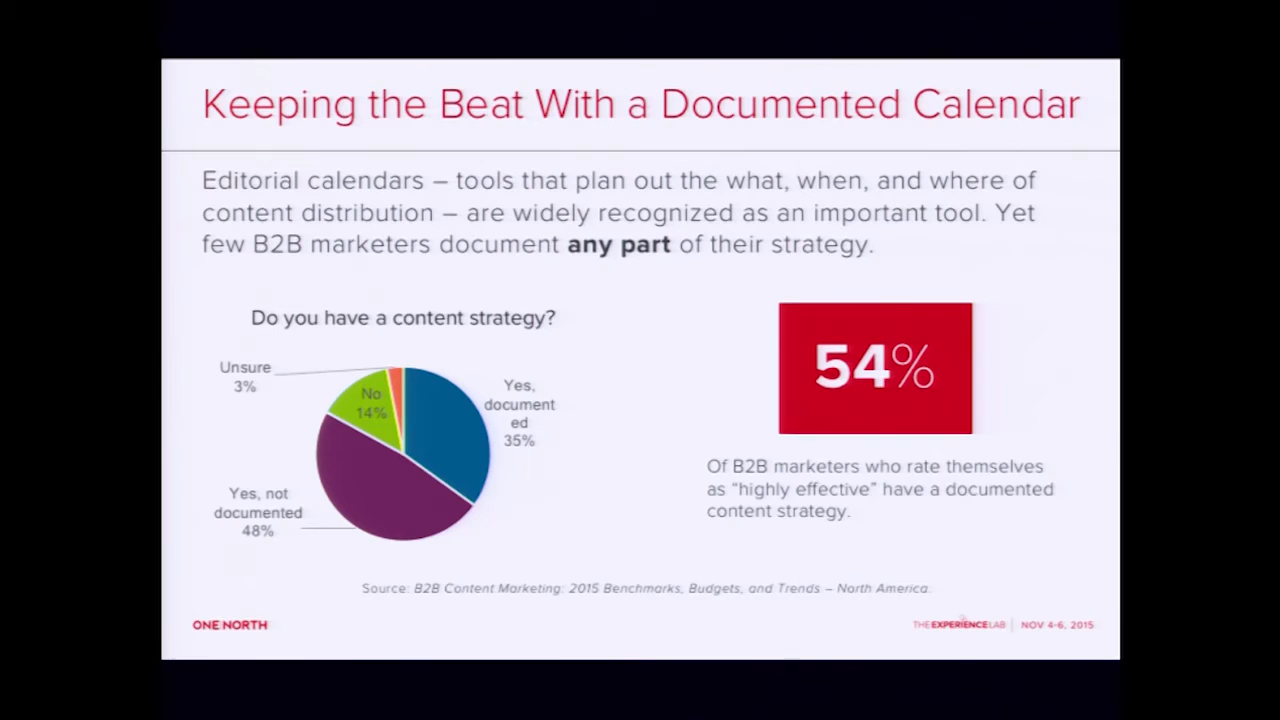 Keeping the Beat With a Documented Calendar
Editorial calendars – tools that plan out the what, when, and where of
content distribution – are widely recognized as an important tool. Yet
few B2B marketers document any part of their strategy.
Do you have a content strategy?
Unsure
3%
No
14%
Yes,
document
ed
35%
Yes, not
documented
48%
54%
Of B2B marketers who rate themselves
as “highly effective” have a documented
content strategy.
Source: B2B Content Marketing: 2015 Benchmarks, Budgets, and Trends – North America.
ONE NORTH
THE EXPERIENCE LAB | NOV 4-6, 2015